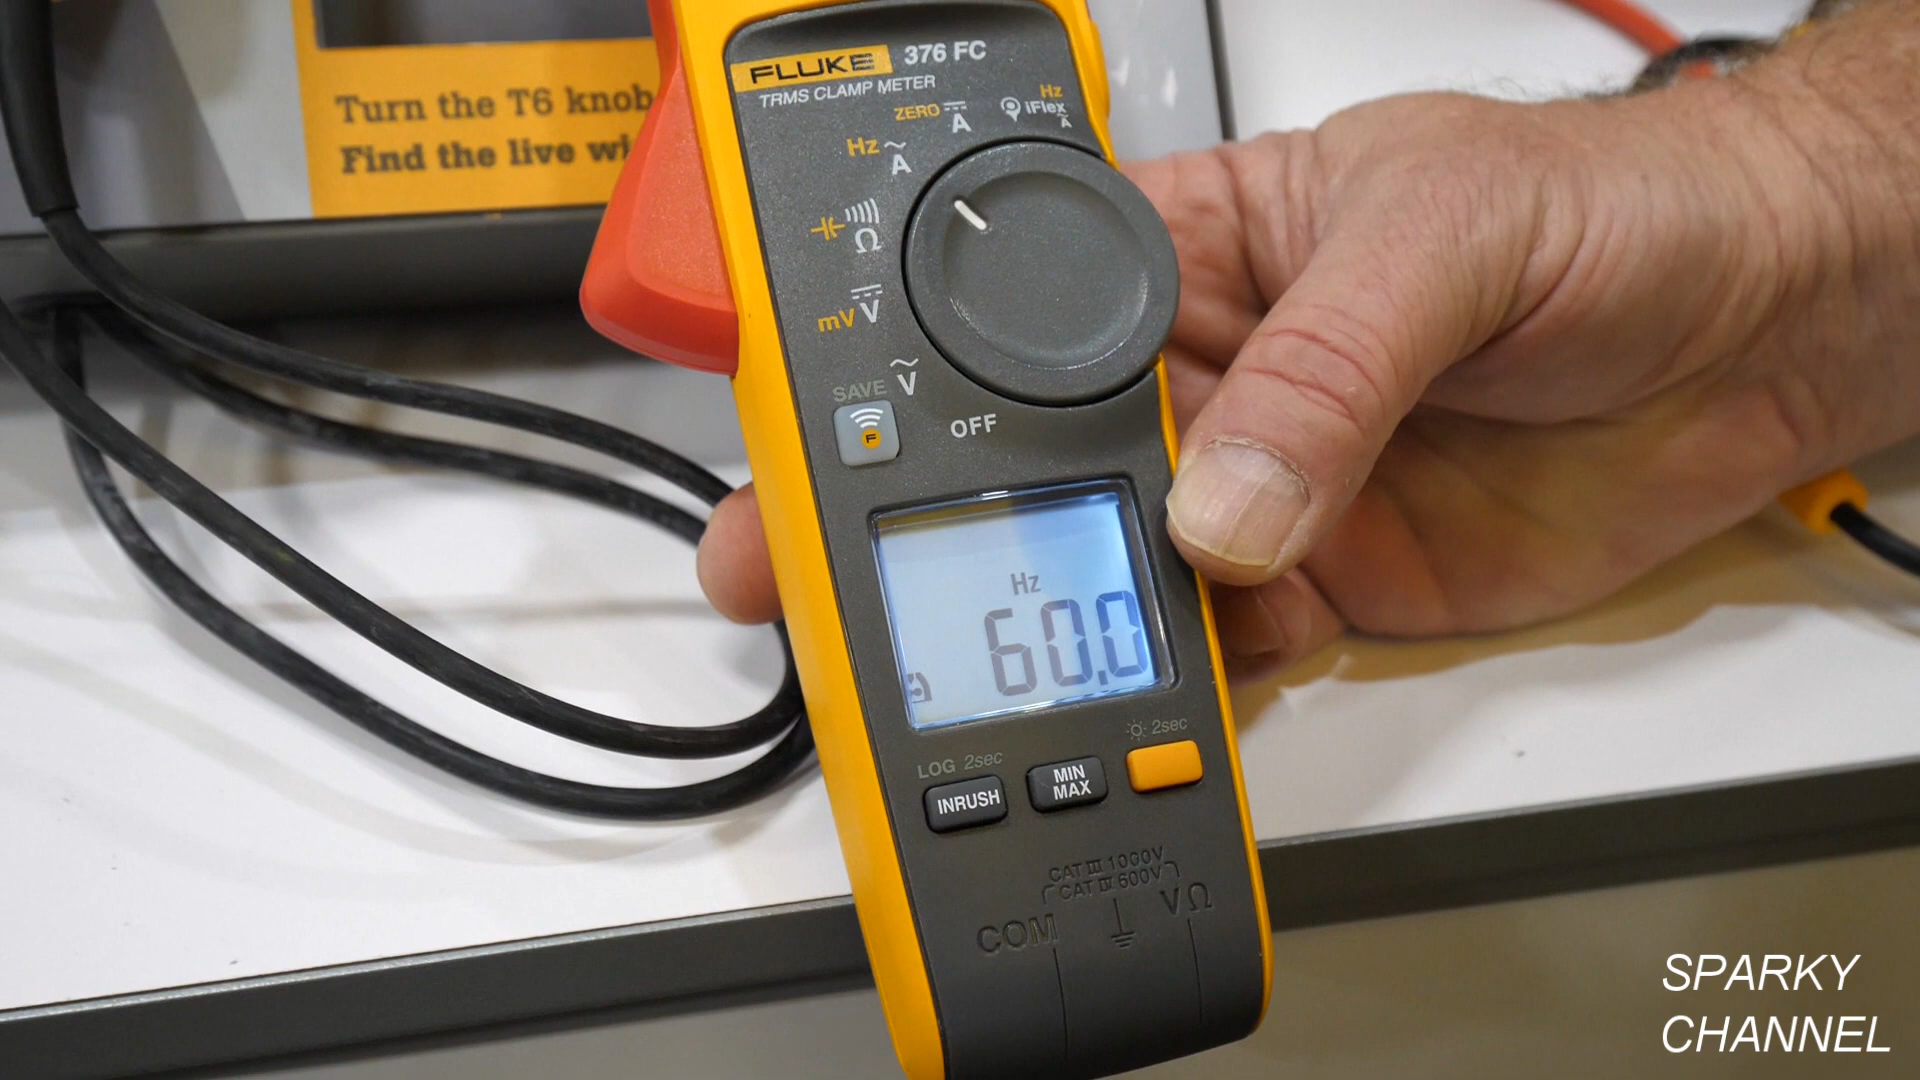 Turn the T6 knob
Find the live wi
FLUKE 376 FC
TRMS CLAMP METER
Hz
ZERO A
iFlex
A
Hz A
Ω
mV V
SAVE V
F
OFF
Hz
60.0
LOG 2sec
2sec
INRUSH
MIN
MAX
CAT III 1000V
CAT IV 600V
COM
VΩ
SPARKY
CHANNEL